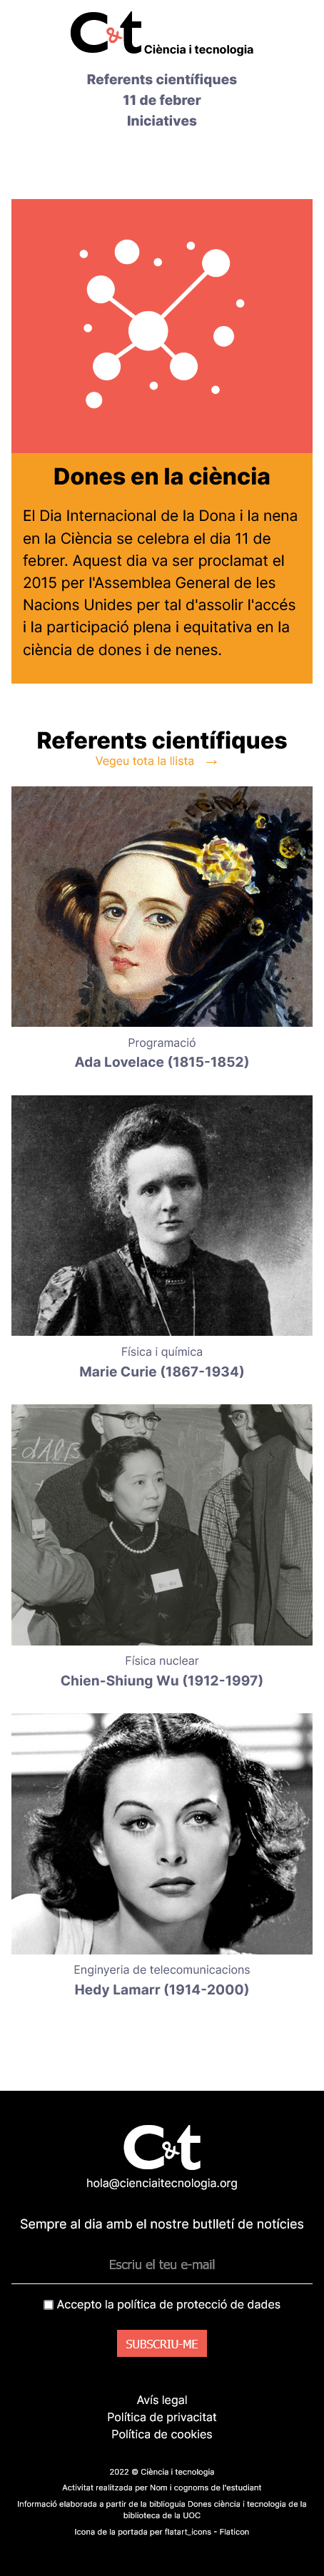 C&t Ciència i tecnologia
Referents científiques
11 de febrer
Iniciatives
Dones en la ciència
El Dia Internacional de la Dona i la nena
en la Ciència se celebra el dia 11 de
febrer. Aquest dia va ser proclamat el
2015 per l'Assemblea General de les
Nacions Unides per tal d'assolir l'accés
i la participació plena i equitativa en la
ciència de dones i de nenes.
Referents científiques
Vegeu tota la llista →
Programació
Ada Lovelace (1815-1852)
Física i química
Marie Curie (1867-1934)
Física nuclear
Chien-Shiung Wu (1912-1997)
Enginyeria de telecomunicacions
Hedy Lamarr (1914-2000)
C&t
hola@cienciaitecnologia.org
Sempre al dia amb el nostre butlletí de notícies
Escriu el teu e-mail
Accepto la política de protecció de dades
SUBSCRIU-ME
Avís legal
Política de privacitat
Política de cookies
2022 © Ciència i tecnologia
Activitat realitzada per Nom i cognoms de l'estudiant
Informació elaborada a partir de la biblioguia Dones ciència i tecnologia de la
biblioteca de la UOC
Icona de la portada per flatart_icons - Flaticon